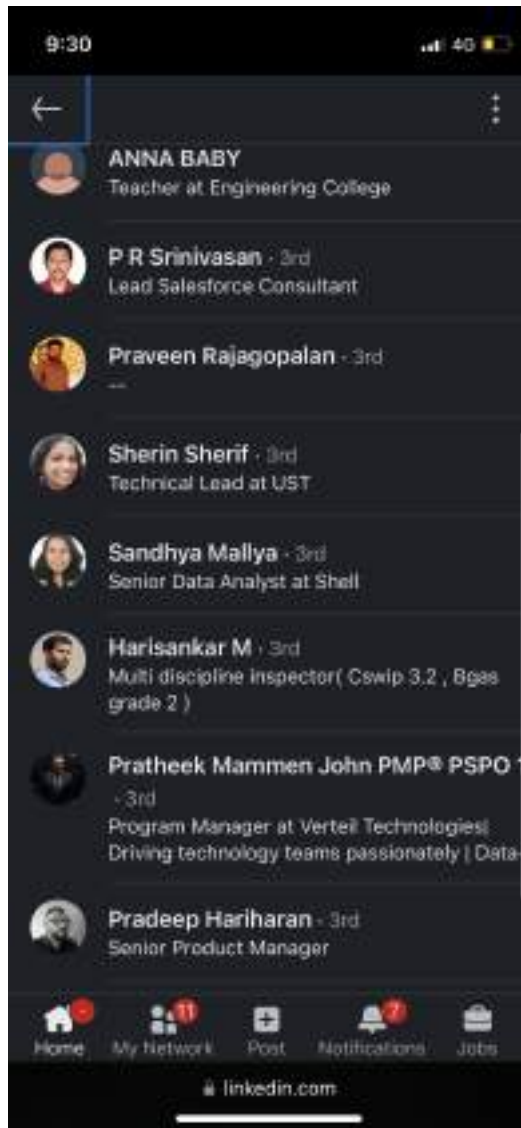 9:30
4G
ANNA BABY
Teacher at Engineering College
P R Srinivasan · 3rd
Lead Salesforce Consultant
Praveen Rajagopalan · 3rd
--
Sherin Sherif · 3rd
Technical Lead at UST
Sandhya Mallya · 3rd
Senior Data Analyst at Shell
Harisankar M · 3rd
Multi discipline inspector( Cswip 3.2 , Bgas
grade 2 )
Pratheek Mammen John PMP® PSPO 1
· 3rd
Program Manager at Verteil Technologies|
Driving technology teams passionately | Data-
Pradeep Hariharan · 3rd
Senior Product Manager
11
7
Home My Network Post Notifications Jobs
linkedin.com